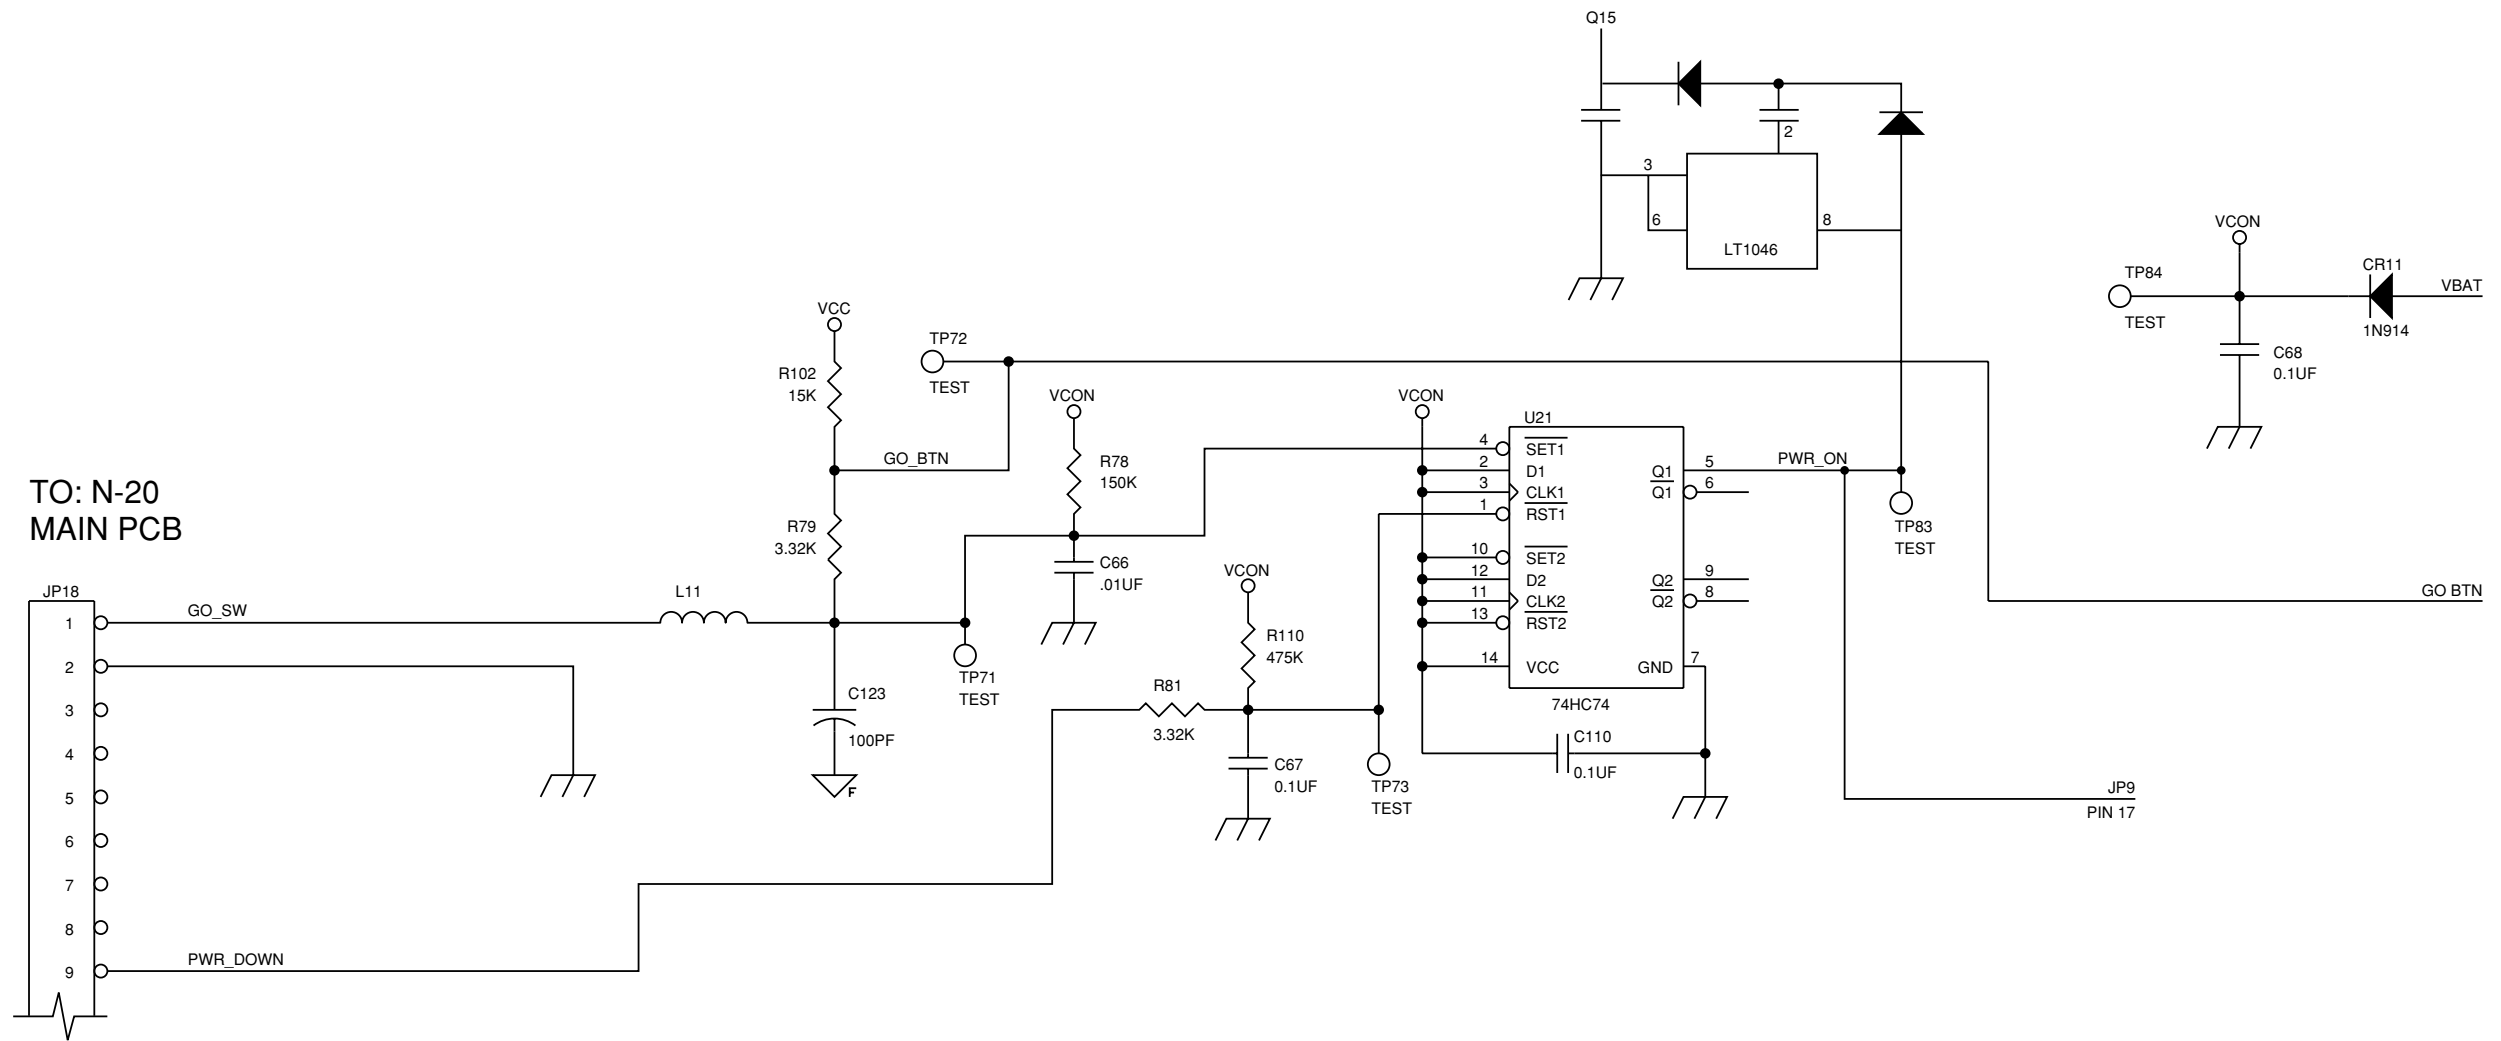 Q15
2
3
6
8
LT1046
VCON
TP84
TEST
CR11
VBAT
1N914
C68
0.1UF
VCC
TP72
TEST
R102
15K
GO_BTN
R79
3.32K
VCON
R78
150K
C66
.01UF
VCON
U21
4
SET1
2
D1
3
CLK1
1
RST1
10
SET2
12
D2
11
CLK2
13
RST2
14
VCC
Q1
5
PWR_ON
Q1
6
Q2
9
Q2
8
GND
7
74HC74
C110
0.1UF
TP83
TEST
GO BTN
JP9
PIN 17
TO: N-20
MAIN PCB
JP18
1
GO_SW
2
3
4
5
6
7
8
9
PWR_DOWN
L11
TP71
TEST
C123
100PF
F
VCON
R110
475K
R81
3.32K
C67
0.1UF
TP73
TEST